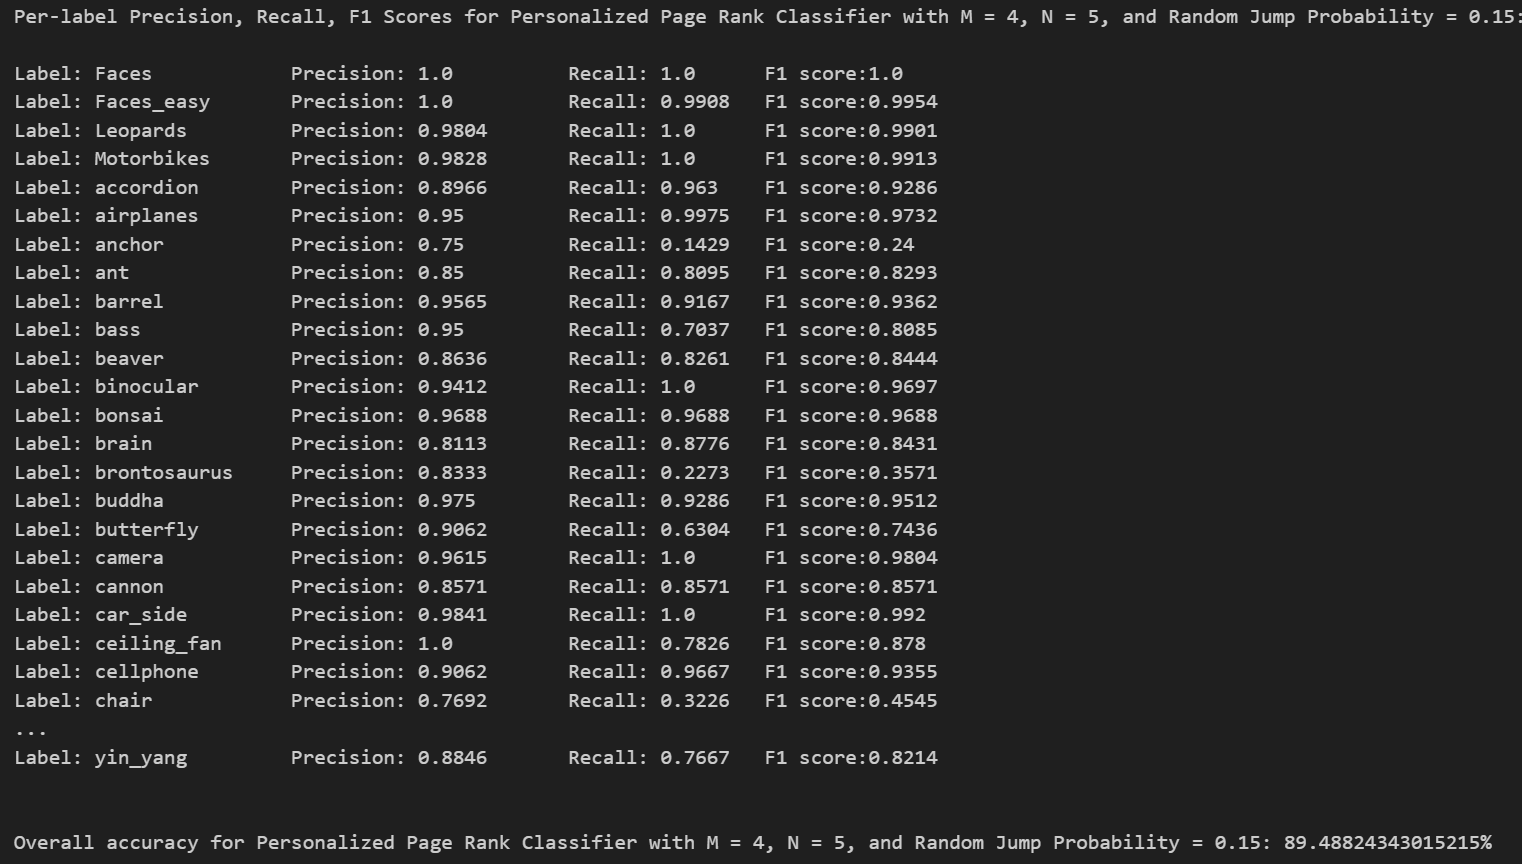 Per-label Precision, Recall, F1 Scores for Personalized Page Rank Classifier with M = 4, N = 5, and Random Jump Probability = 0.15:
Label: Faces Precision: 1.0 Recall: 1.0 F1 score:1.0
Label: Faces_easy Precision: 1.0 Recall: 0.9908 F1 score:0.9954
Label: Leopards Precision: 0.9804 Recall: 1.0 F1 score:0.9901
Label: Motorbikes Precision: 0.9828 Recall: 1.0 F1 score:0.9913
Label: accordion Precision: 0.8966 Recall: 0.963 F1 score:0.9286
Label: airplanes Precision: 0.95 Recall: 0.9975 F1 score:0.9732
Label: anchor Precision: 0.75 Recall: 0.1429 F1 score:0.24
Label: ant Precision: 0.85 Recall: 0.8095 F1 score:0.8293
Label: barrel Precision: 0.9565 Recall: 0.9167 F1 score:0.9362
Label: bass Precision: 0.95 Recall: 0.7037 F1 score:0.8085
Label: beaver Precision: 0.8636 Recall: 0.8261 F1 score:0.8444
Label: binocular Precision: 0.9412 Recall: 1.0 F1 score:0.9697
Label: bonsai Precision: 0.9688 Recall: 0.9688 F1 score:0.9688
Label: brain Precision: 0.8113 Recall: 0.8776 F1 score:0.8431
Label: brontosaurus Precision: 0.8333 Recall: 0.2273 F1 score:0.3571
Label: buddha Precision: 0.975 Recall: 0.9286 F1 score:0.9512
Label: butterfly Precision: 0.9062 Recall: 0.6304 F1 score:0.7436
Label: camera Precision: 0.9615 Recall: 1.0 F1 score:0.9804
Label: cannon Precision: 0.8571 Recall: 0.8571 F1 score:0.8571
Label: car_side Precision: 0.9841 Recall: 1.0 F1 score:0.992
Label: ceiling_fan Precision: 1.0 Recall: 0.7826 F1 score:0.878
Label: cellphone Precision: 0.9062 Recall: 0.9667 F1 score:0.9355
Label: chair Precision: 0.7692 Recall: 0.3226 F1 score:0.4545
...
Label: yin_yang Precision: 0.8846 Recall: 0.7667 F1 score:0.8214
Overall accuracy for Personalized Page Rank Classifier with M = 4, N = 5, and Random Jump Probability = 0.15: 89.48824343015215%